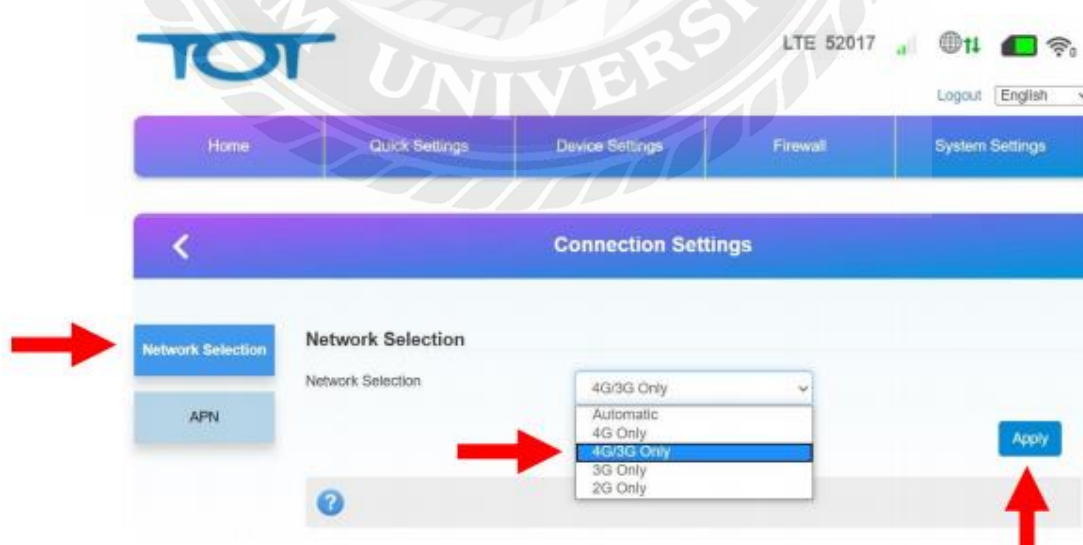 TOT
LTE 52017
Logout English
Home Quick Settings Device Settings Firewall System Settings
Connection Settings
Network Selection
APN
Network Selection
Network Selection 4G/3G Only
Automatic
4G Only
4G/3G Only
3G Only
2G Only
Apply
?
UNIVERS